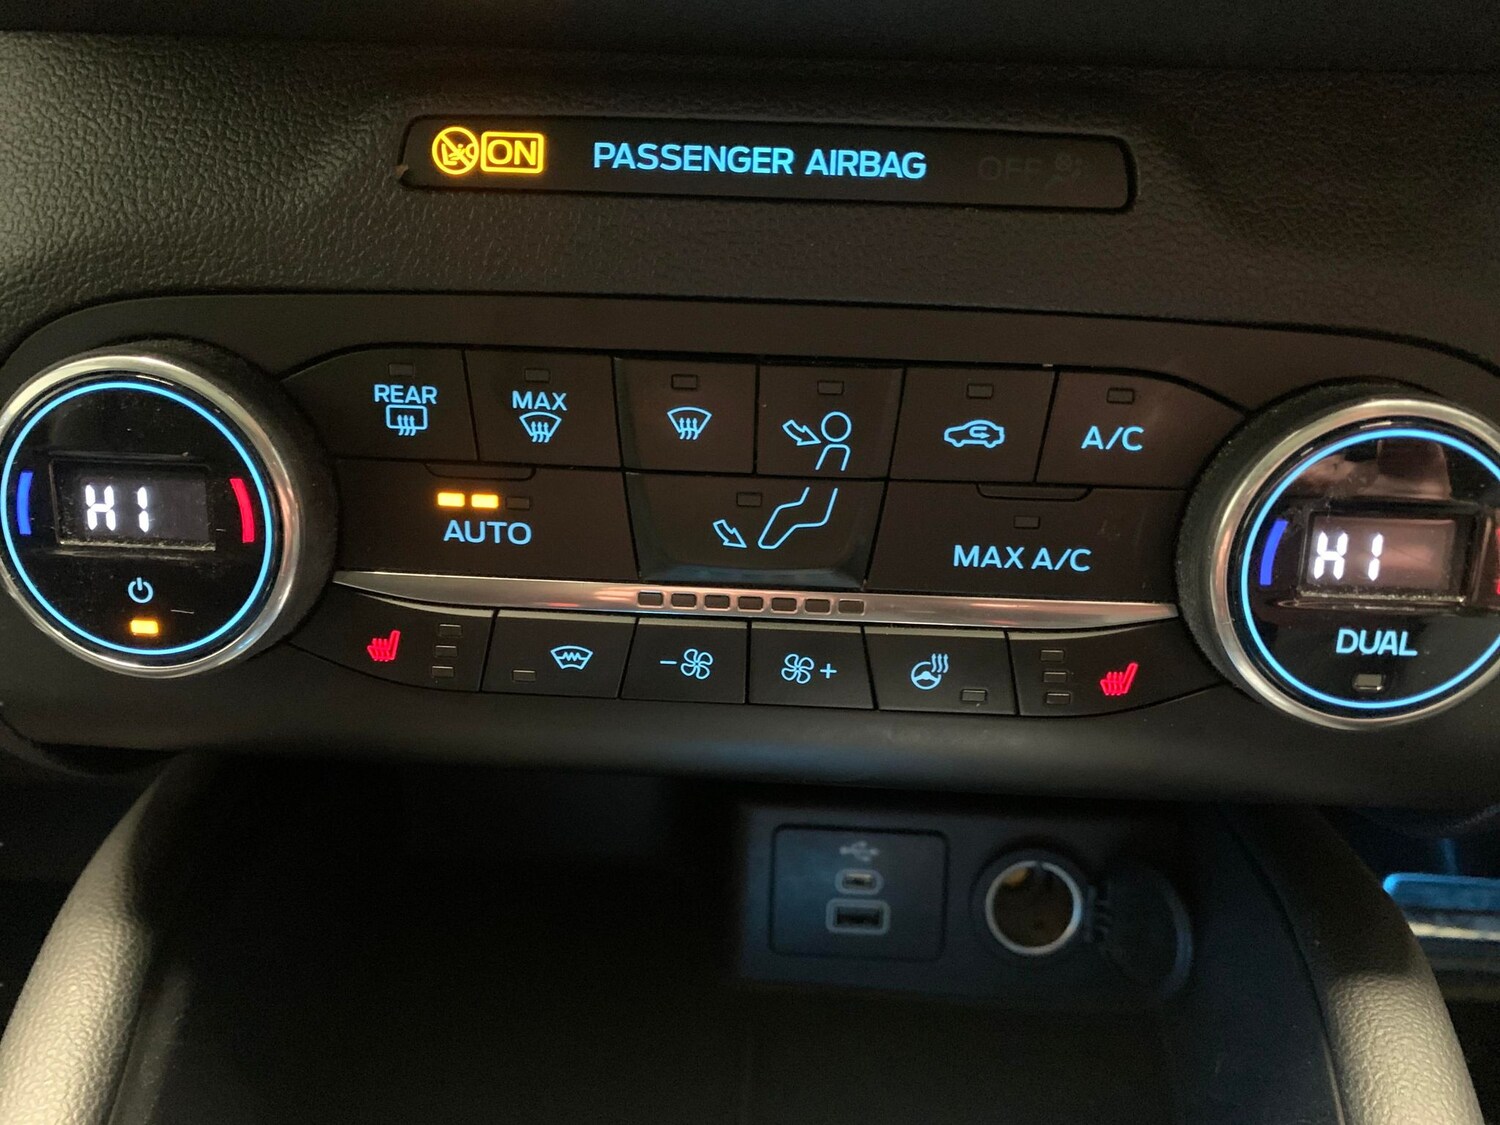 ON PASSENGER AIRBAG OFF
REAR
MAX
A/C
HI
AUTO
MAX A/C
HI
DUAL